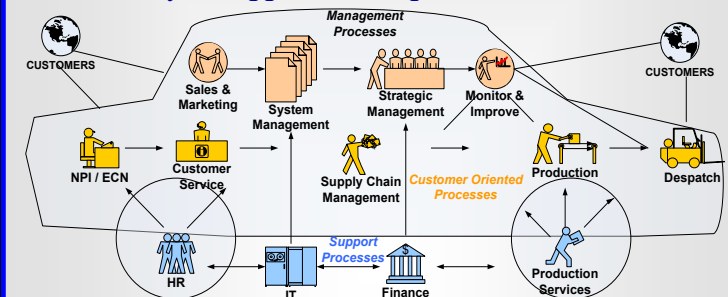 Management
Processes
CUSTOMERS
CUSTOMERS
Sales &
Marketing
System
Management
Strategic
Management
Monitor &
Improve
NPI / ECN
Customer
Service
Supply Chain
Management
Customer Oriented
Processes
Production
Despatch
Support
Processes
HR
IT
Finance
Production
Services
$